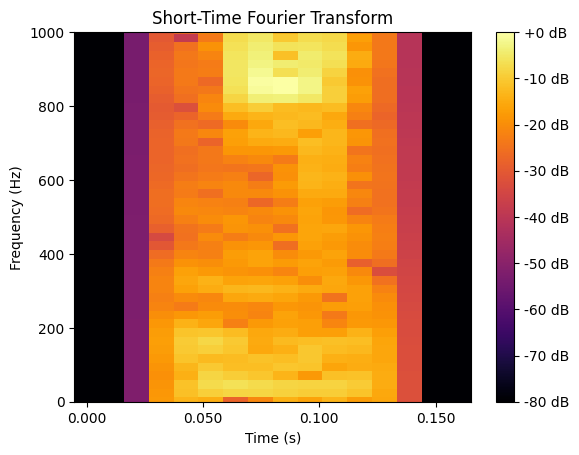 Short-Time Fourier Transform
1000
800
600
400
200
0
Frequency (Hz)
0.000
0.050
0.100
0.150
Time (s)
+0 dB
-10 dB
-20 dB
-30 dB
-40 dB
-50 dB
-60 dB
-70 dB
-80 dB